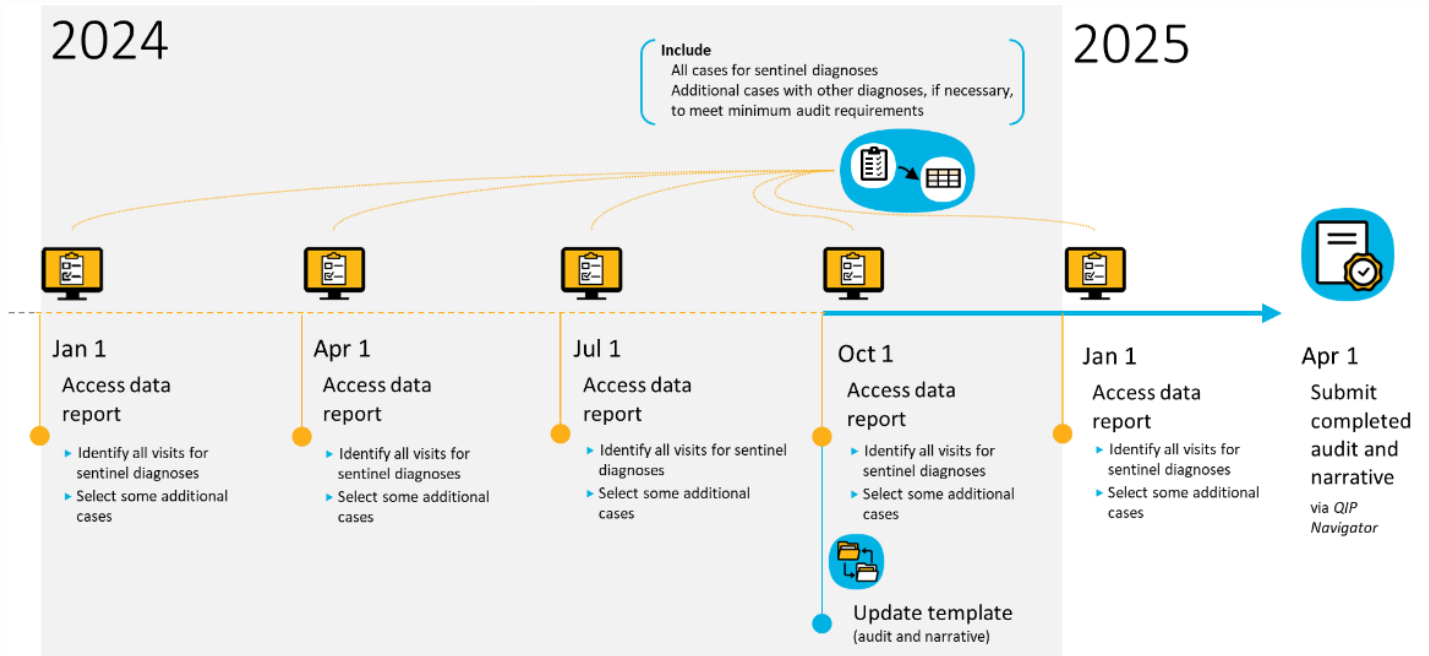 2024
Include
All cases for sentinel diagnoses
Additional cases with other diagnoses, if necessary,
to meet minimum audit requirements
2025
Jan 1
Access data
report
Identify all visits for
sentinel diagnoses
Select some additional
cases
Apr 1
Access data
report
Identify all visits for
sentinel diagnoses
Select some additional
cases
Jul 1
Access data
report
Identify all visits for sentinel
diagnoses
Select some additional
cases
Oct 1
Access data
report
Identify all visits for
sentinel diagnoses
Select some additional
cases
Update template
(audit and narrative)
Jan 1
Access data
report
Identify all visits for
sentinel diagnoses
Select some additional
cases
Apr 1
Submit
completed
audit and
narrative
via QIP
Navigator